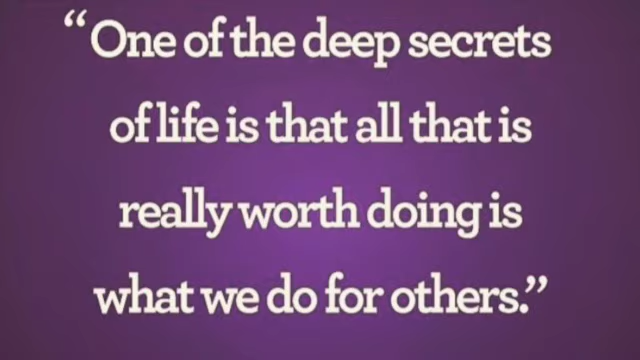 “One of the deep secrets
of life is that all that is
really worth doing is
what we do for others.”